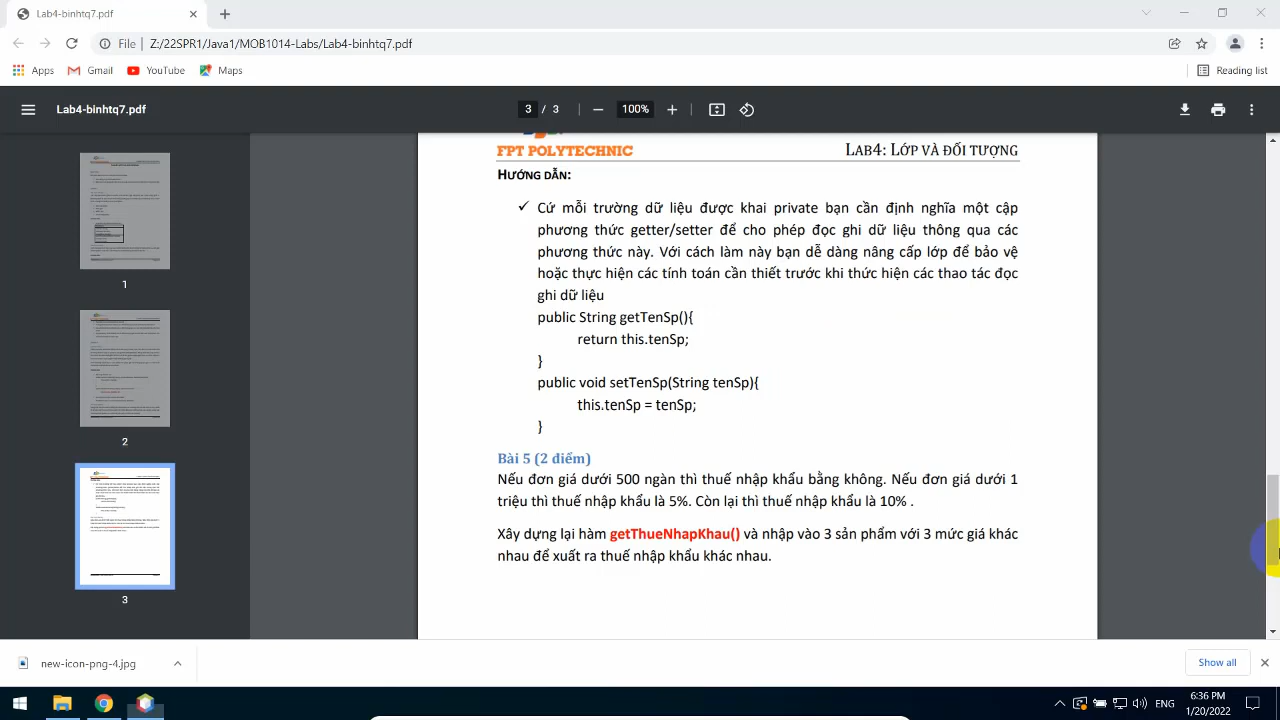 Lab4-binhtq7.pdf
File | Z:/22SPR1/Java1/MOB1014-Labs/Lab4-binhtq7.pdf
Apps Gmail YouTube Maps Reading list
Lab4-binhtq7.pdf 3 / 3 100%
FPT POLYTECHNIC LAB4: LỚP VÀ ĐỐI TƯỢNG
HƯỚNG DẪN:
✓ Cứ mỗi trường dữ liệu được khai private bạn cần định nghĩa một cập
phương thức getter/setter để cho phép đọc ghi dữ liệu thông qua các
phương thức này. Với cách làm này bạn dễ dàng nâng cấp lớp để bảo vệ
hoặc thực hiện các tính toán cần thiết trước khi thức hiện các thao tác đọc
ghi dữ liệu
public String getTenSp(){
return this.tenSp;
}
public void setTenSp(String tenSp){
this.tenSp = tenSp;
}
Bài 5 (2 điểm)
Nếu đơn giá dưới 500 ngàn thì thuế nhập khẩu bằng không. Nếu đơn giá dưới 1
triệu thì thuế nhập khẩu là 5%. Còn lại thì thuế nhập khẩu là 10% .
Xây dựng lại hàm getThueNhapKhau() và nhập vào 3 sản phẩm với 3 mức giá khác
nhau để xuất ra thuế nhập khẩu khác nhau.
1
2
3
new-icon-png-4.jpg Show all
ENG
6:36 PM
1/20/2022